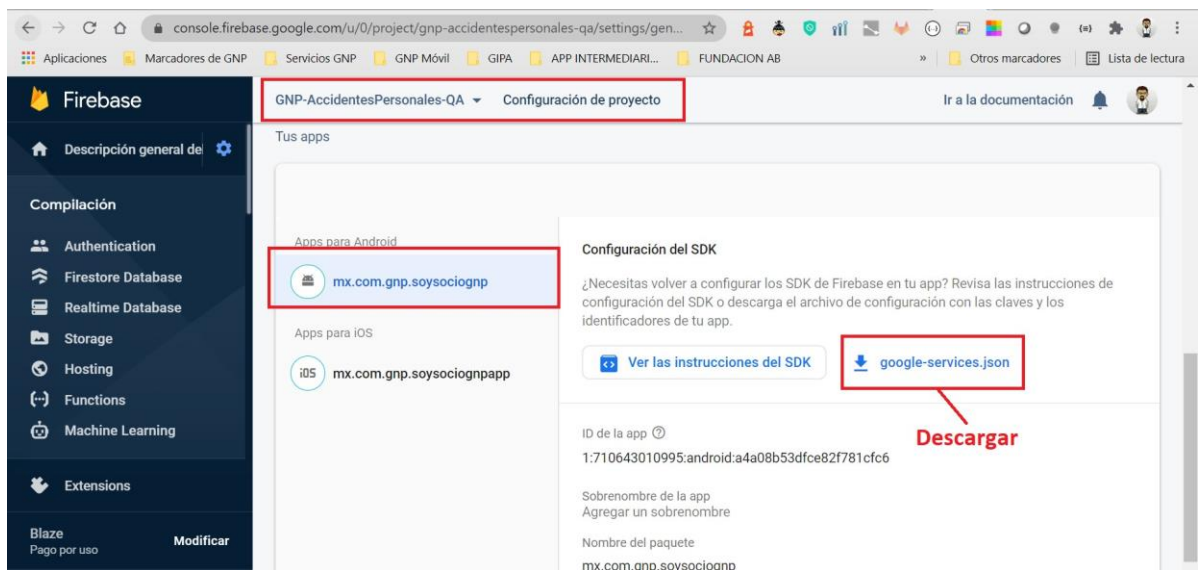 console.firebase.google.com/u/0/project/gnp-accidentespersonales-qa/settings/gen...
Aplicaciones Marcadores de GNP Servicios GNP GNP Móvil GIPA APP INTERMEDIARI... FUNDACION AB » Otros marcadores Lista de lectura
Firebase
GNP-AccidentesPersonales-QA Configuración de proyecto Ir a la documentación
Descripción general de
Compilación
Authentication
Firestore Database
Realtime Database
Storage
Hosting
Functions
Machine Learning
Extensions
Blaze
Pago por uso
Modificar
Tus apps
Apps para Android
mx.com.gnp.soysociognp
Apps para iOS
iOS mx.com.gnp.soysociognpapp
Configuración del SDK
¿Necesitas volver a configurar los SDK de Firebase en tu app? Revisa las instrucciones de
configuración del SDK o descarga el archivo de configuración con las claves y los
identificadores de tu app.
Ver las instrucciones del SDK google-services.json
Descargar
ID de la app
1:710643010995:android:a4a08b53dfce82f781cfc6
Sobrenombre de la app
Agregar un sobrenombre
Nombre del paquete
mx.com.gnp.soysociognp